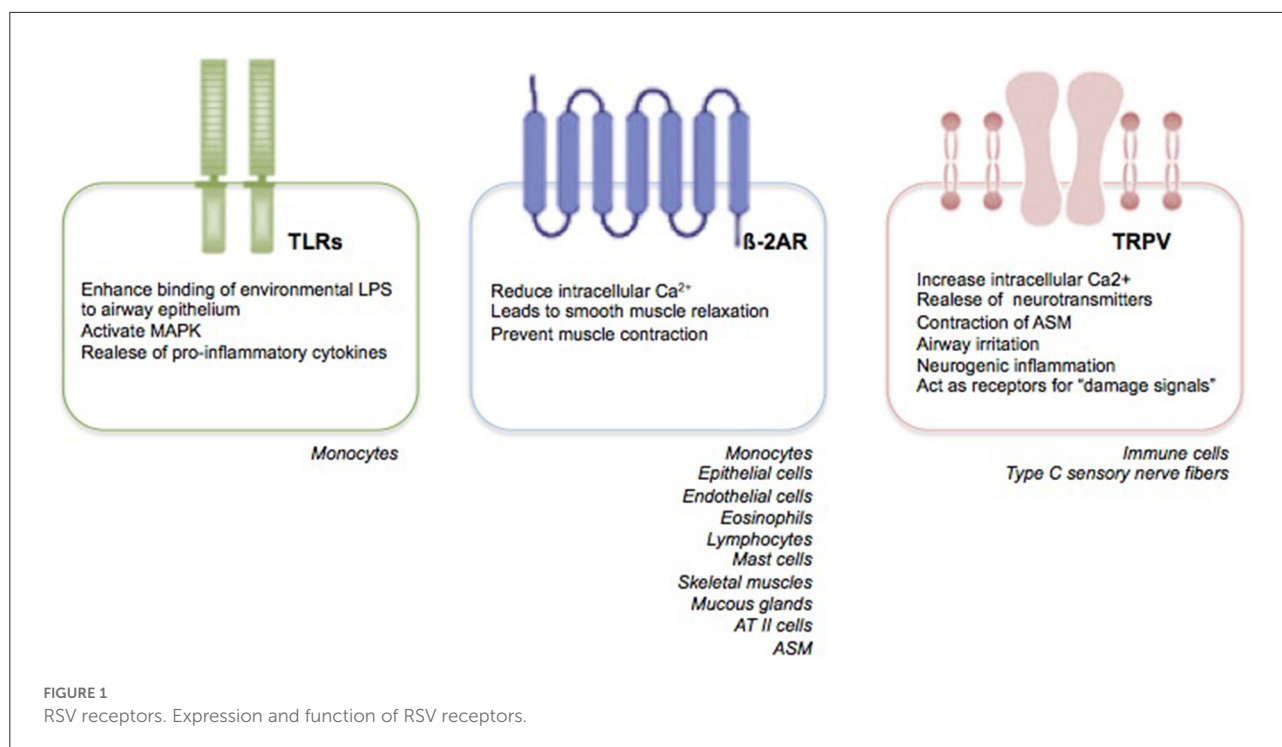 TLRs
Enhance binding of environmental LPS
to airway epithelium
Activate MAPK
Realese of pro-inflammatory cytokines
Monocytes
ß-2AR
Reduce intracellular Ca²⁺
Leads to smooth muscle relaxation
Prevent muscle contraction
Monocytes
Epithelial cells
Endothelial cells
Eosinophils
Lymphocytes
Mast cells
Skeletal muscles
Mucous glands
AT II cells
ASM
TRPV
Increase intracellular Ca2+
Realese of neurotransmitters
Contraction of ASM
Airway irritation
Neurogenic inflammation
Act as receptors for “damage signals”
Immune cells
Type C sensory nerve fibers
FIGURE 1
RSV receptors. Expression and function of RSV receptors.